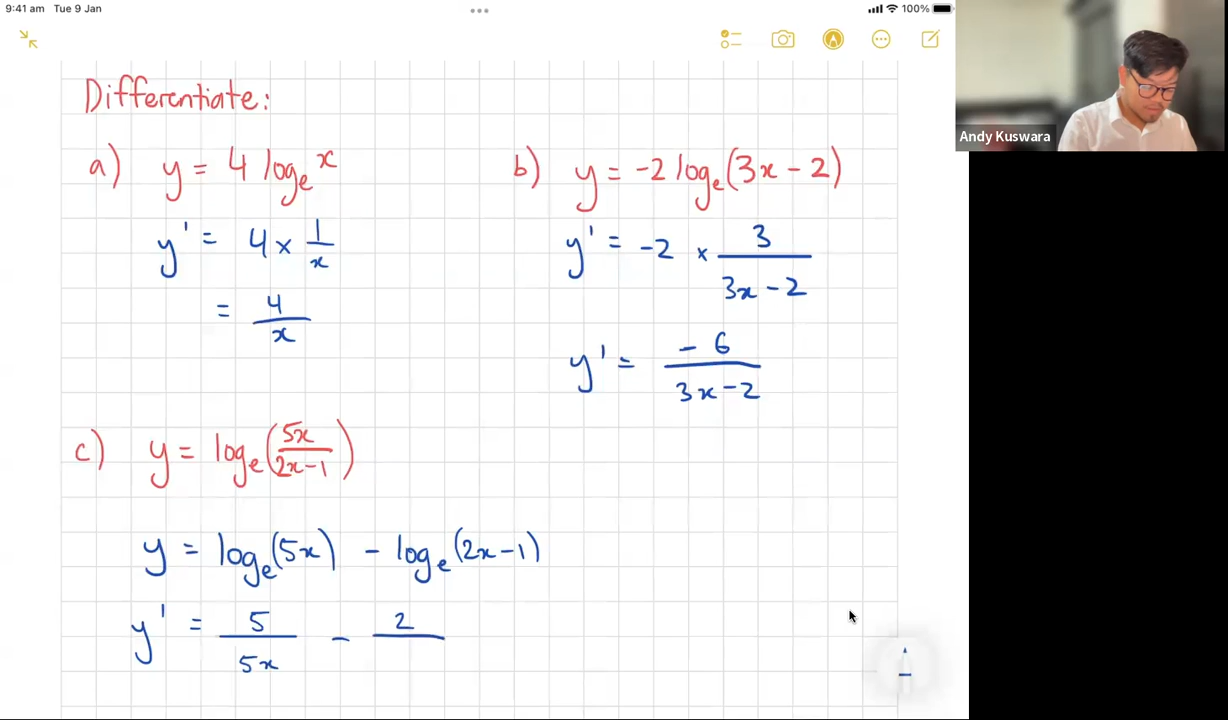 9:41 am Tue 9 Jan
100%
Differentiate:
a) y = 4 logₑ x
y' = 4 × 1/x
= 4/x
b) y = -2 logₑ(3x - 2)
y' = -2 × 3/(3x - 2)
y' = -6/(3x - 2)
c) y = logₑ(5x/(2x - 1))
y = logₑ(5x) - logₑ(2x - 1)
y' = 5/5x - 2/
Andy Kuswara